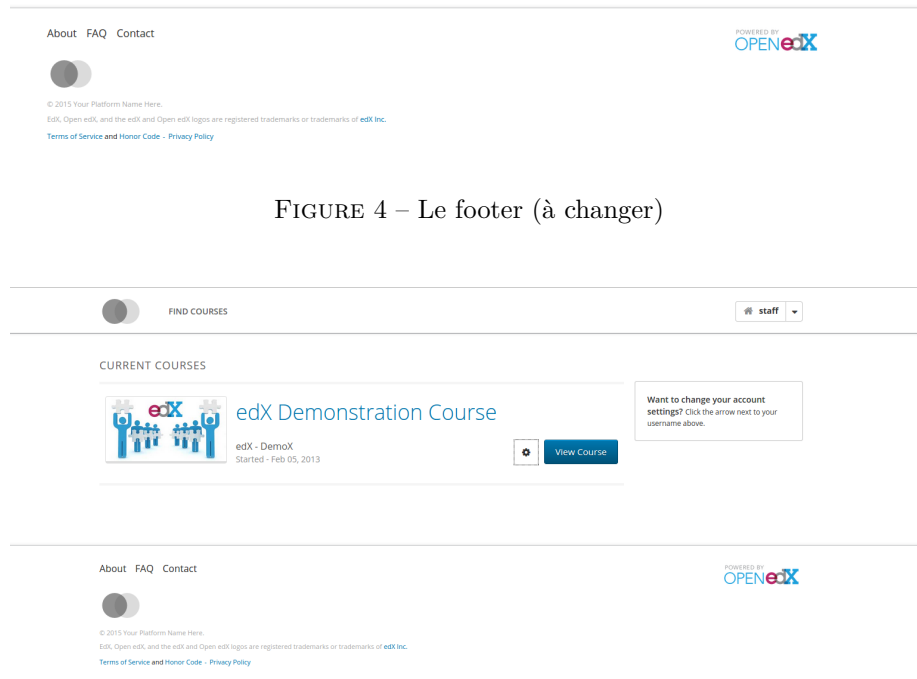 About FAQ Contact
POWERED BY
OPEN edX
© 2015 Your Platform Name Here.
EdX, Open edX, and the edX and Open edX logos are registered trademarks or trademarks of edX Inc.
Terms of Service and Honor Code - Privacy Policy
FIGURE 4 – Le footer (à changer)
FIND COURSES
staff
CURRENT COURSES
edX
edX Demonstration Course
edX - DemoX
Started - Feb 05, 2013
View Course
Want to change your account
settings? Click the arrow next to your
username above.
About FAQ Contact
POWERED BY
OPEN edX
© 2015 Your Platform Name Here.
EdX, Open edX, and the edX and Open edX logos are registered trademarks or trademarks of edX Inc.
Terms of Service and Honor Code - Privacy Policy